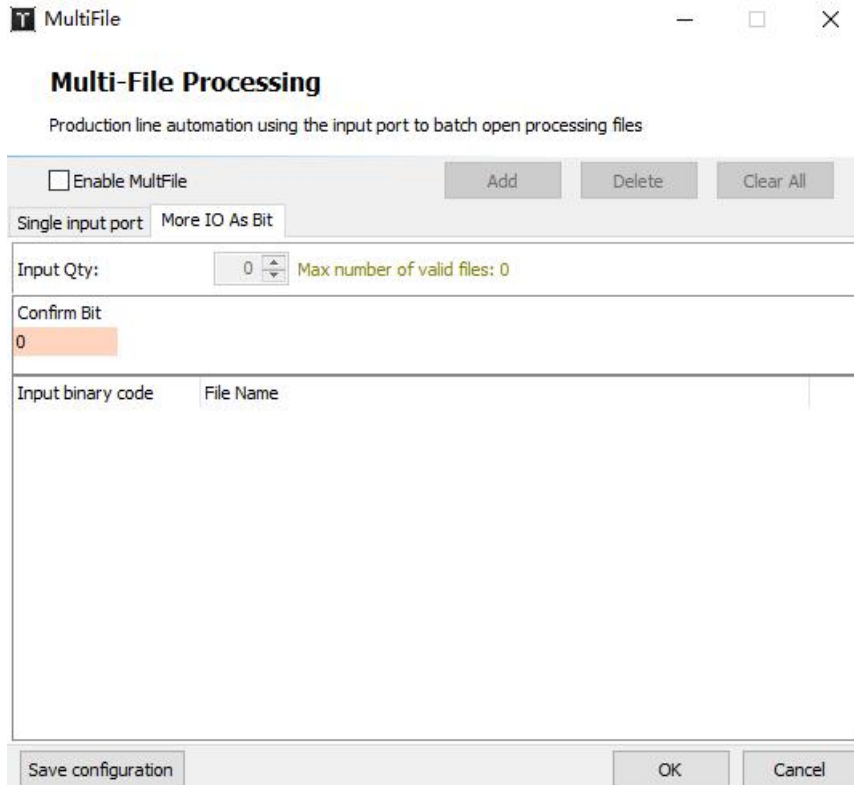 MultiFile
Multi-File Processing
Production line automation using the input port to batch open processing files
Enable MultFile Add Delete Clear All
Single input port More IO As Bit
Input Qty: 0 Max number of valid files: 0
Confirm Bit
0
Input binary code File Name
Save configuration OK Cancel